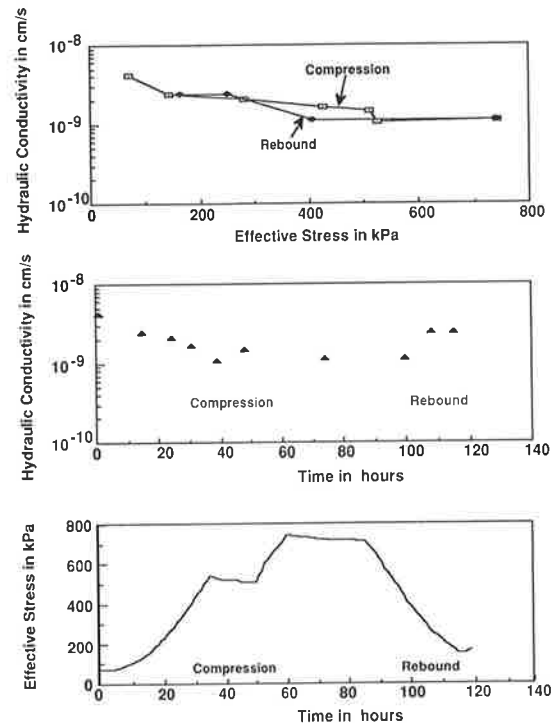 Hydraulic Conductivity in cm/s
10-8
10-9
10-10
Compression
Rebound
0 200 400 600 800
Effective Stress in kPa
Hydraulic Conductivity in cm/s
10-8
10-9
10-10
Compression Rebound
0 20 40 60 80 100 120 140
Time in hours
Effective Stress in kPa
800
600
400
200
0
Compression Rebound
0 20 40 60 80 100 120 140
Time in hours